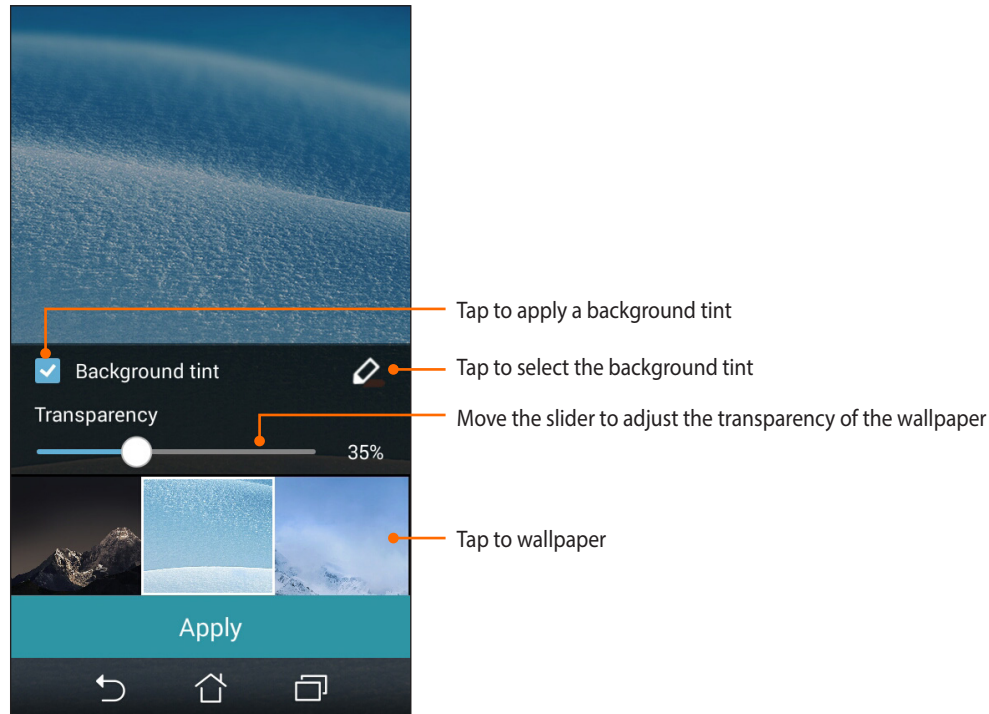 Tap to apply a background tint
Background tint
Tap to select the background tint
Transparency
Move the slider to adjust the transparency of the wallpaper
35%
Tap to wallpaper
Apply